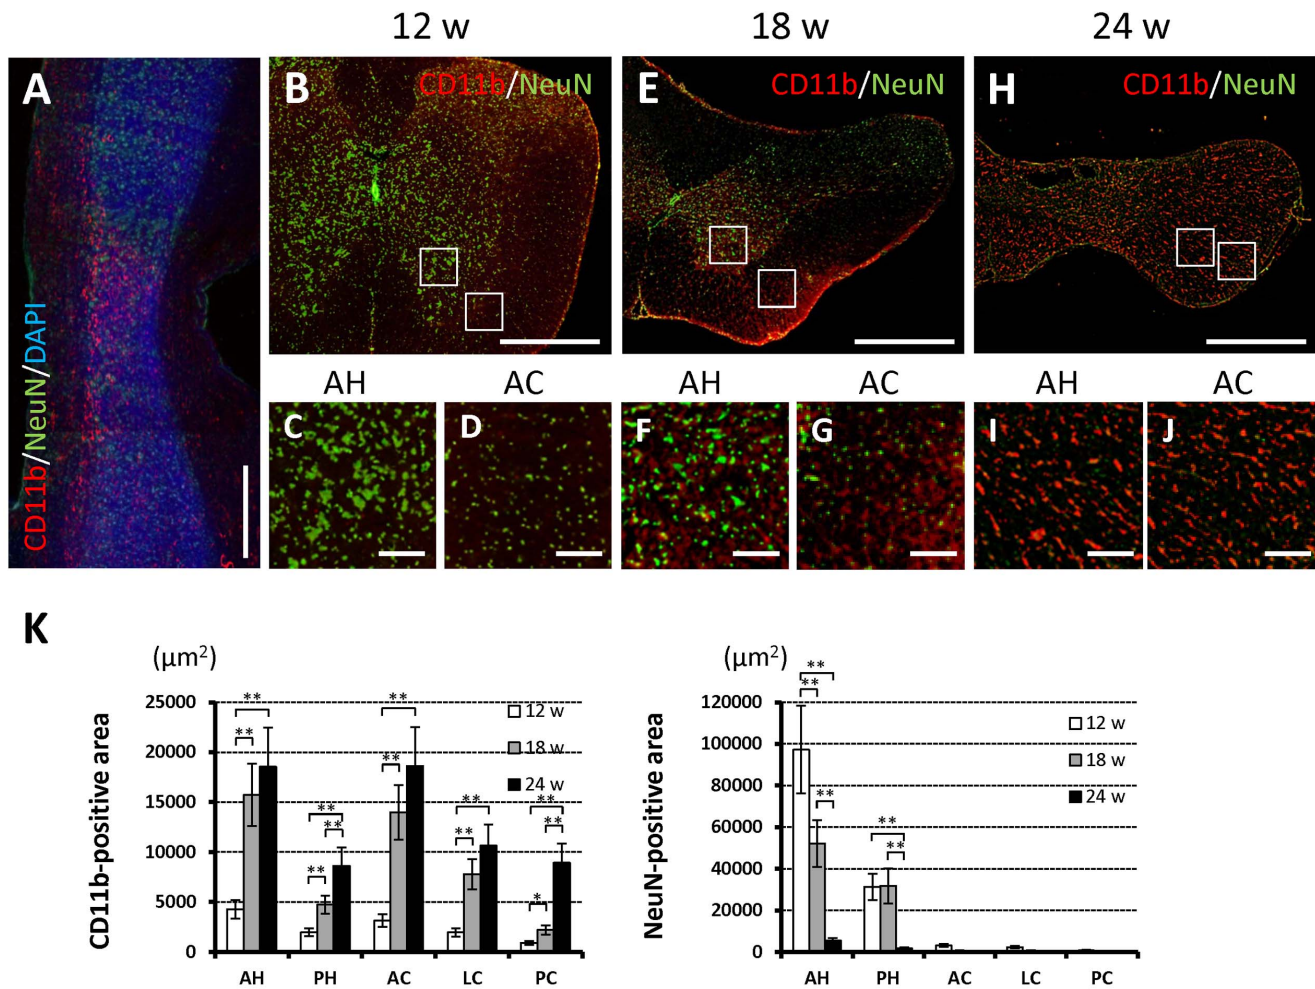 12 w 18 w 24 w
A
CD11b/NeuN/DAPI
B CD11b/NeuN
E CD11b/NeuN
H CD11b/NeuN
AH AC AH AC AH AC
C D F G I J
K
(μm²)
CD11b-positive area
25000
20000
15000
10000
5000
0
** ** ** ** ** ** ** ** ** ** ** *
12 w
18 w
24 w
AH PH AC LC PC
(μm²)
NeuN-positive area
120000
100000
80000
60000
40000
20000
0
** ** ** ** **
12 w
18 w
24 w
AH PH AC LC PC